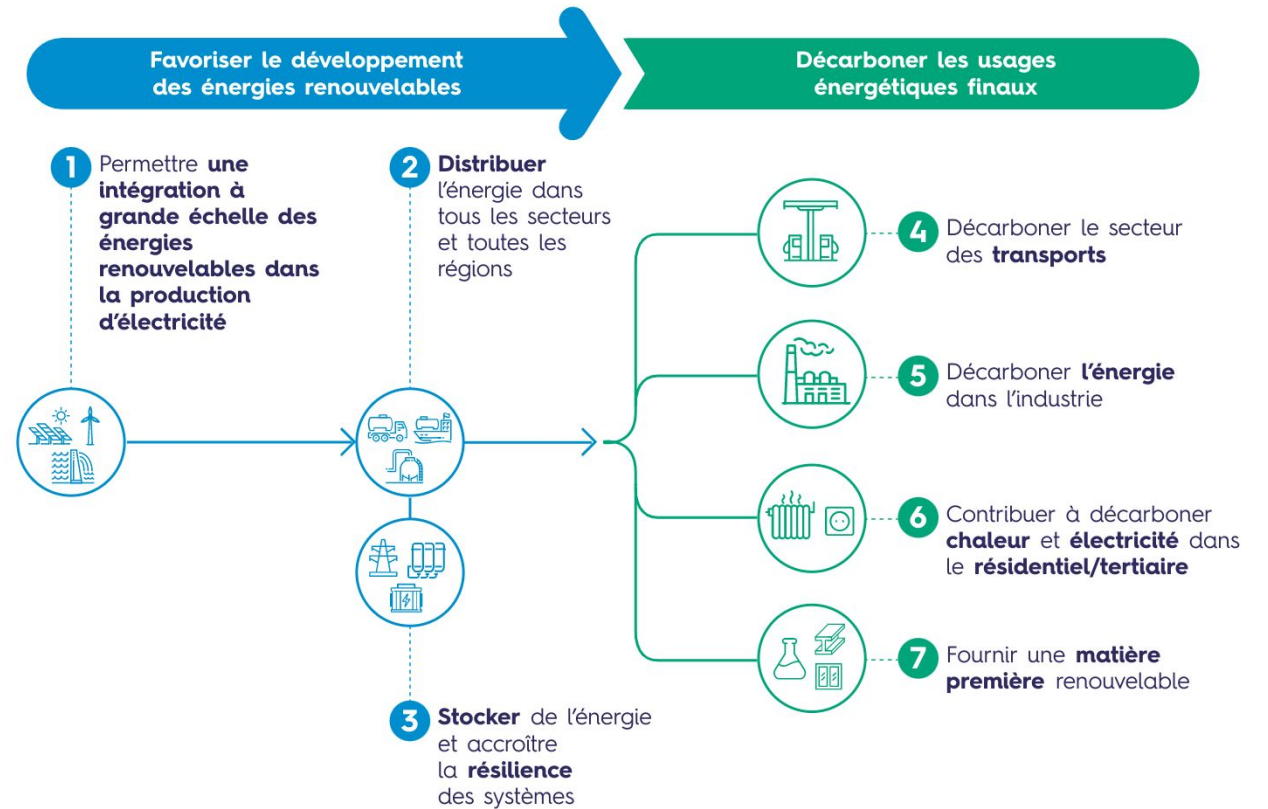 Favoriser le développement
des énergies renouvelables
Décarboner les usages
énergétiques finaux
1 Permettre une
intégration à
grande échelle des
énergies
renouvelables dans
la production
d'électricité
2 Distribuer
l'énergie dans
tous les secteurs
et toutes les
régions
3 Stocker de l'énergie
et accroître
la résilience
des systèmes
4 Décarboner le secteur
des transports
5 Décarboner l'énergie
dans l'industrie
6 Contribuer à décarboner
chaleur et électricité dans
le résidentiel/tertiaire
7 Fournir une matière
première renouvelable